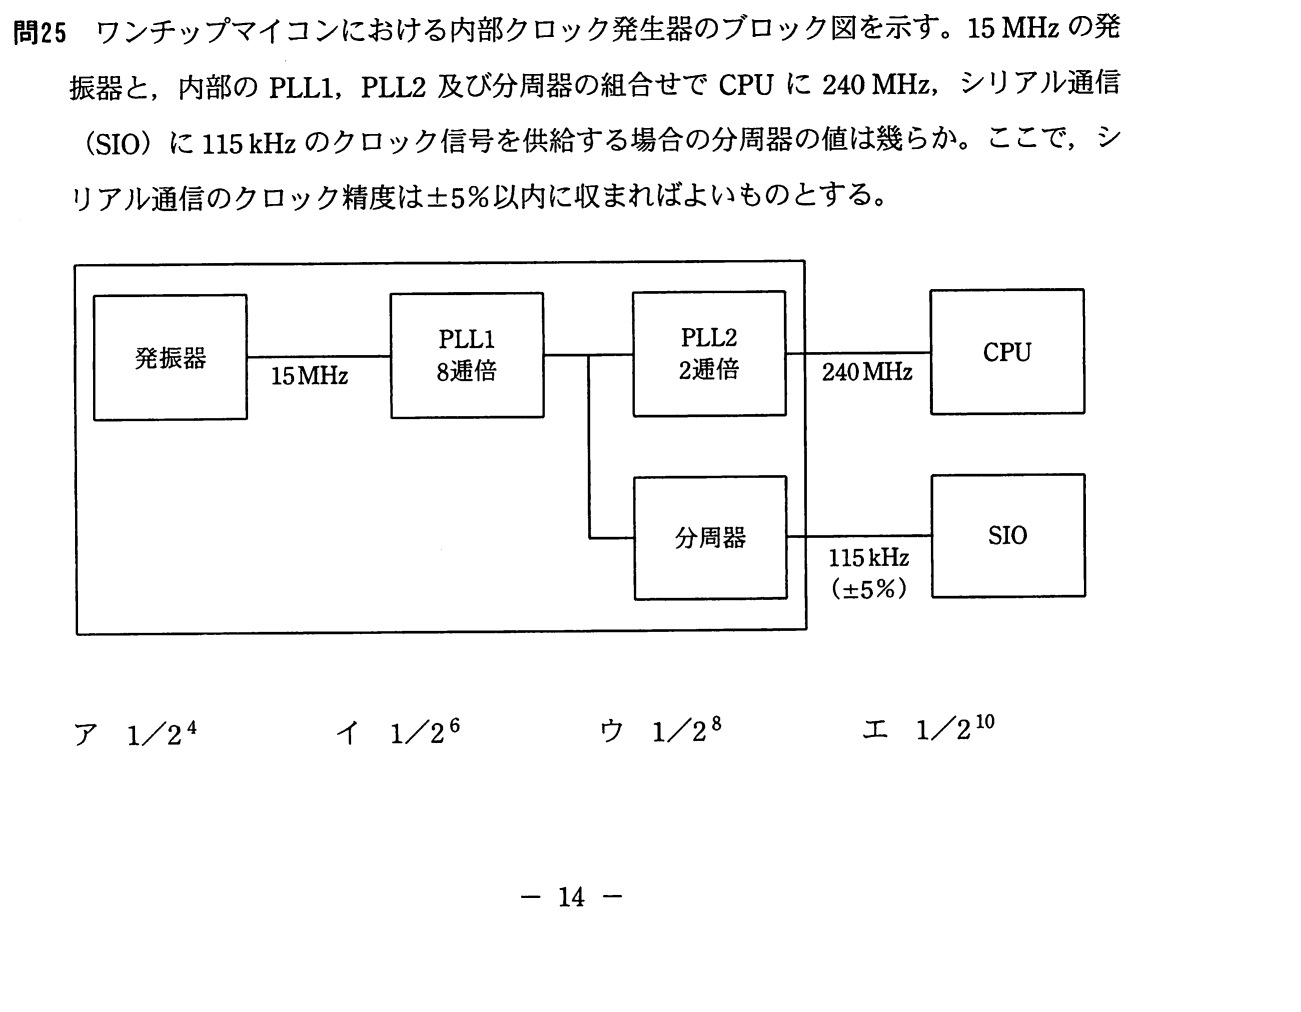 問25 ワンチップマイコンにおける内部クロック発生器のブロック図を示す。15 MHz の発
振器と，内部の PLL1，PLL2 及び分周器の組合せで CPU に 240 MHz，シリアル通信
（SIO）に 115 kHz のクロック信号を供給する場合の分周器の値は幾らか。ここで，シ
リアル通信のクロック精度は±5％以内に収まればよいものとする。
発振器
15 MHz
PLL1
8逓倍
PLL2
2逓倍
240 MHz
CPU
分周器
115 kHz
（±5％）
SIO
ア 1／2⁴ イ 1／2⁶ ウ 1／2⁸ エ 1／2¹⁰
－ 14 －